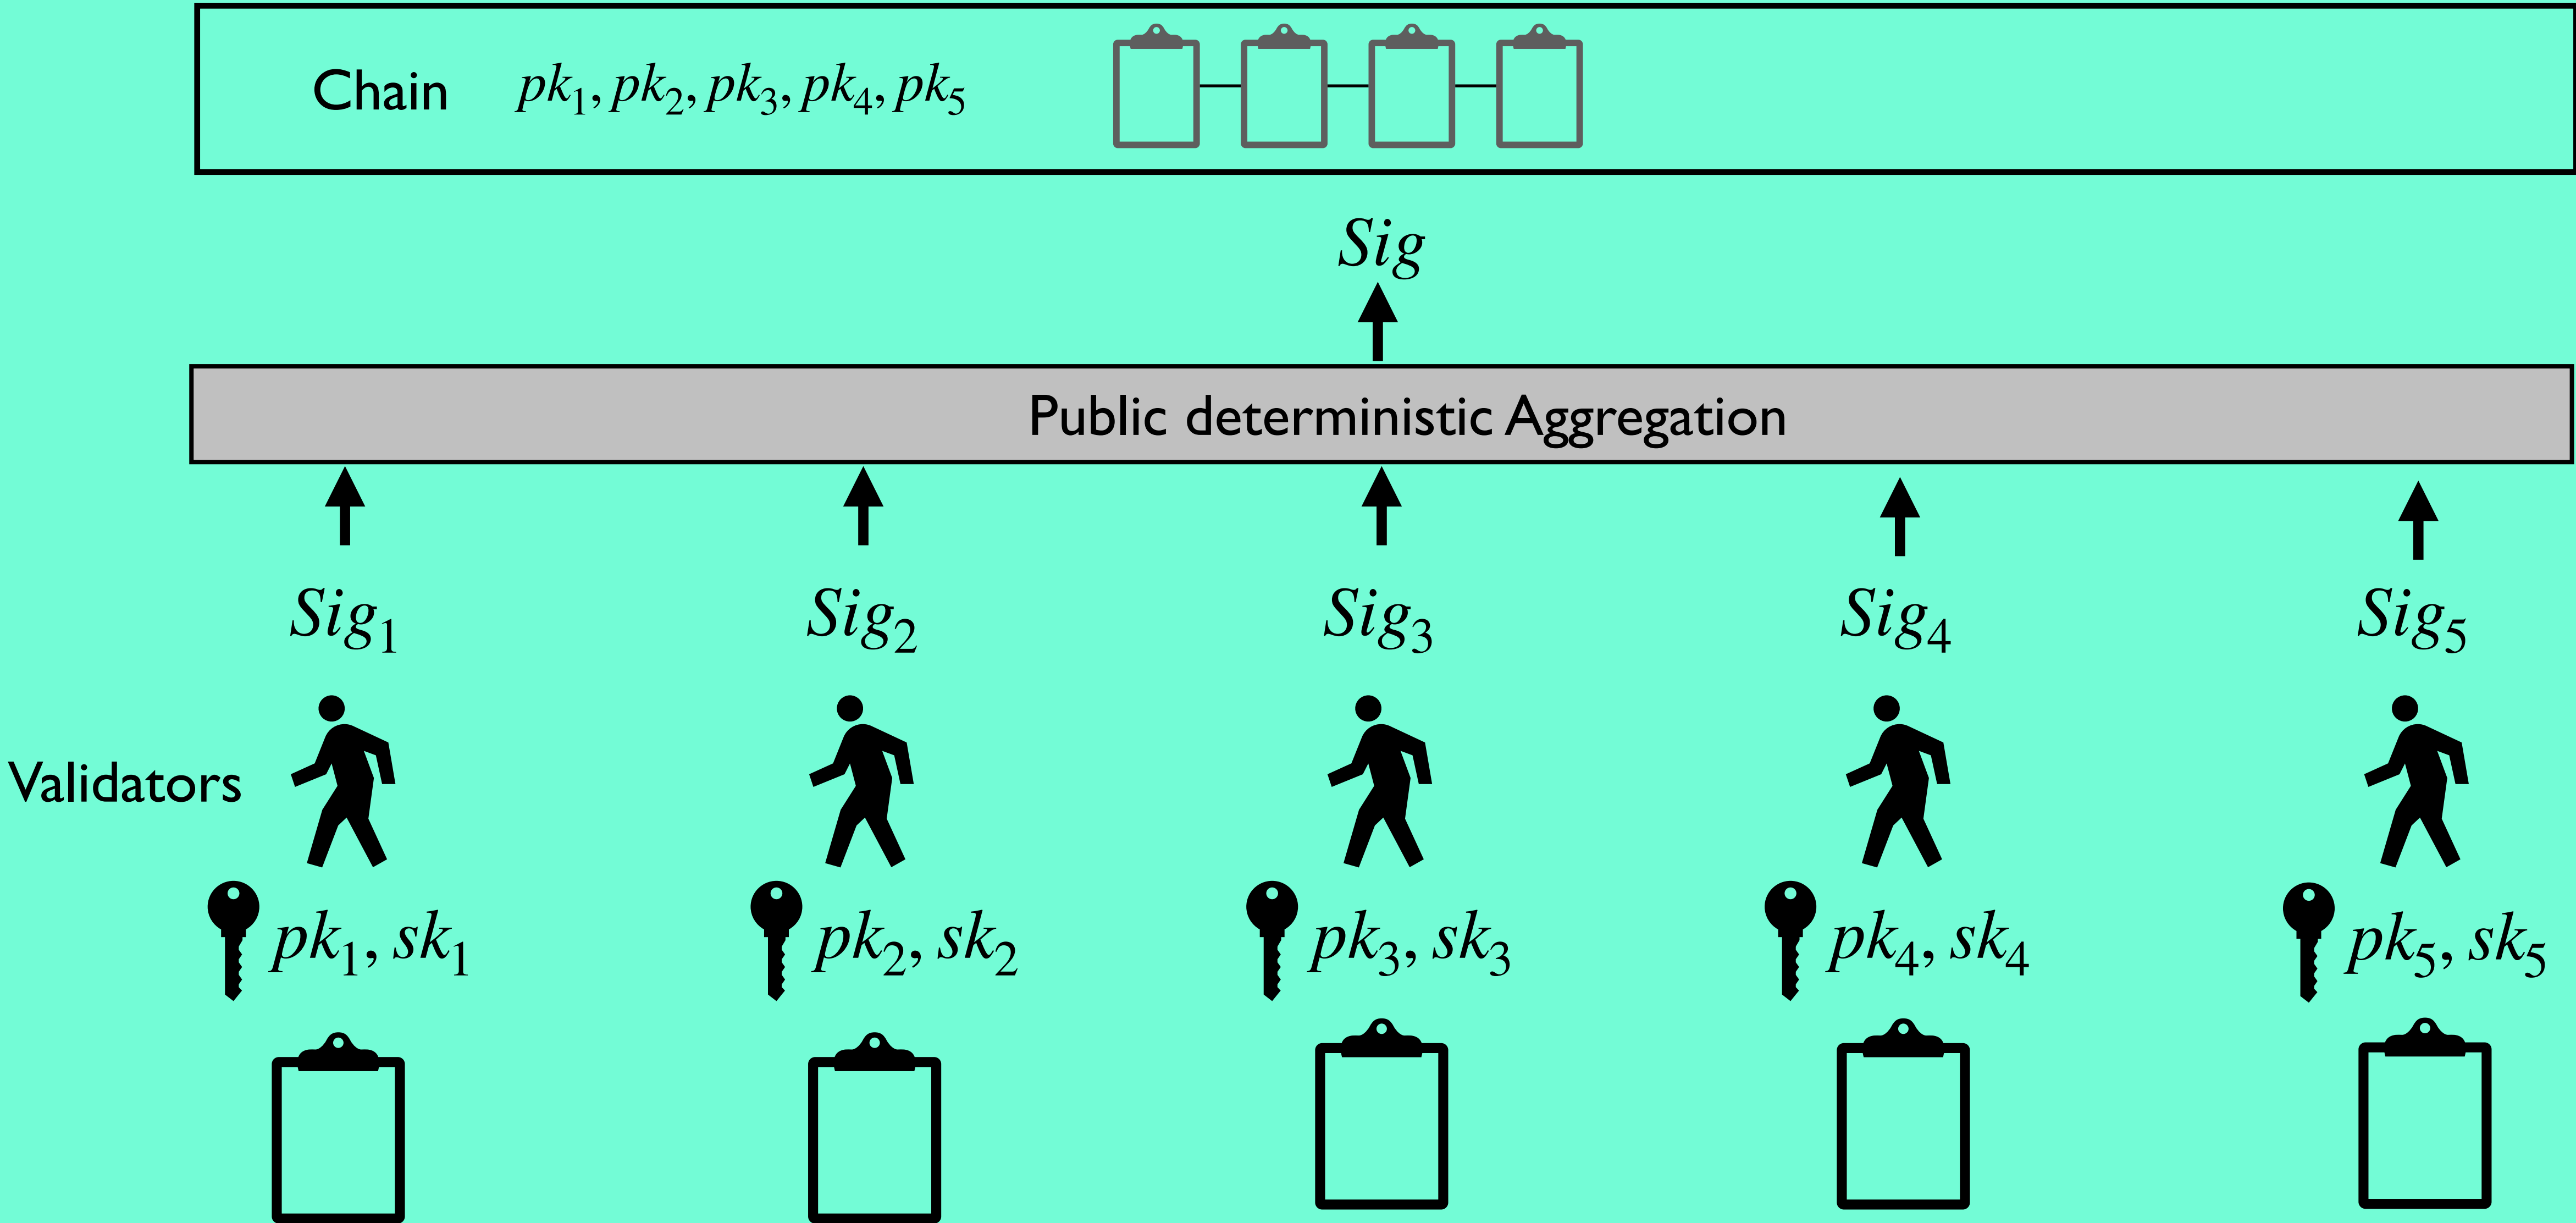 Chain pk₁, pk₂, pk₃, pk₄, pk₅
Sig
Public deterministic Aggregation
Sig₁ Sig₂ Sig₃ Sig₄ Sig₅
Validators
pk₁, sk₁ pk₂, sk₂ pk₃, sk₃ pk₄, sk₄ pk₅, sk₅